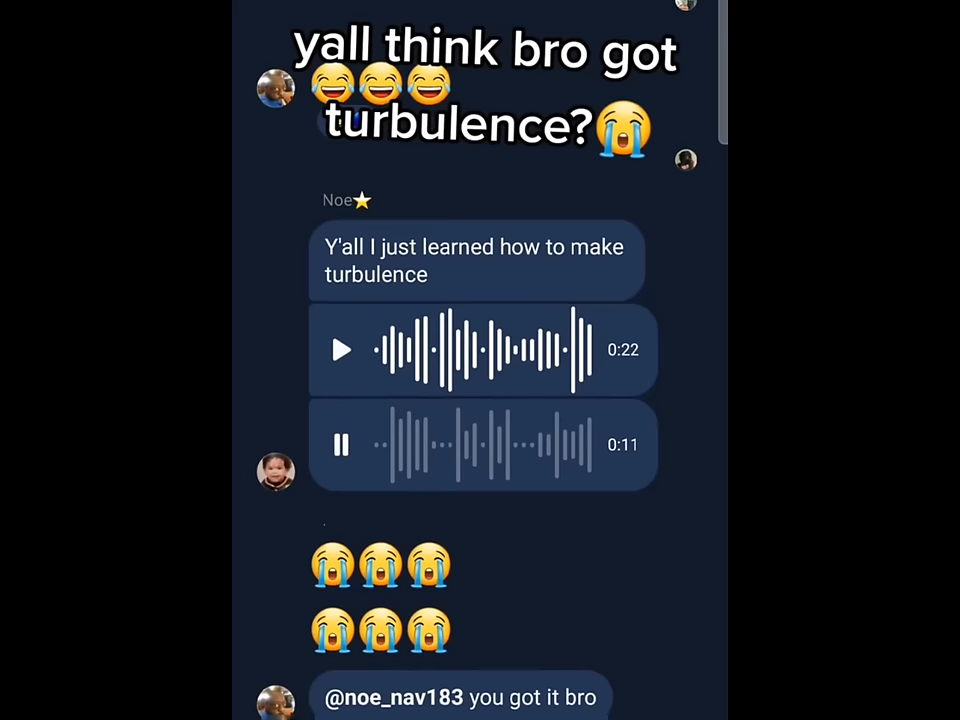 yall think bro got
😂😂😂
turbulence?😭
Noe⭐
Y'all I just learned how to make
turbulence
0:22
0:11
.
😭😭😭
😭😭😭
@noe_nav183 you got it bro